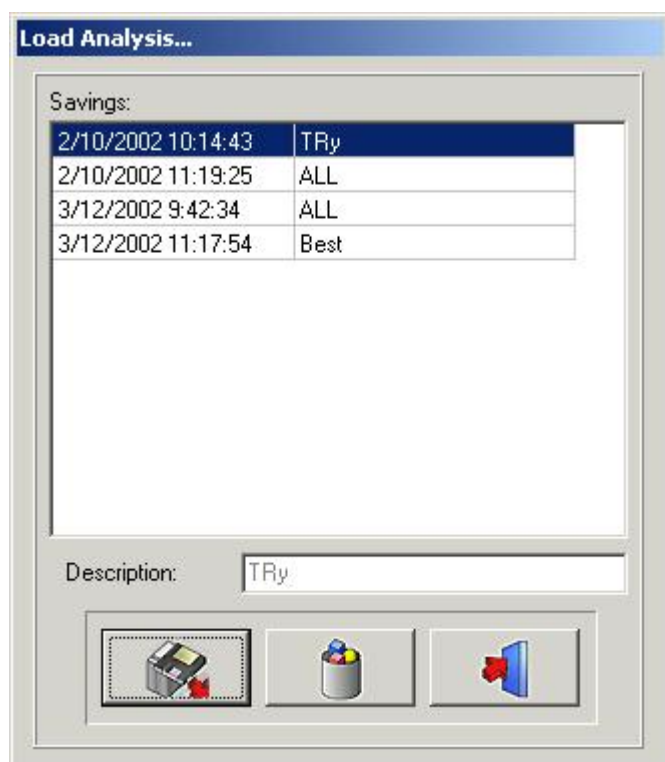 Load Analysis...
Savings:
2/10/2002 10:14:43 TRy
2/10/2002 11:19:25 ALL
3/12/2002 9:42:34 ALL
3/12/2002 11:17:54 Best
Description: TRy